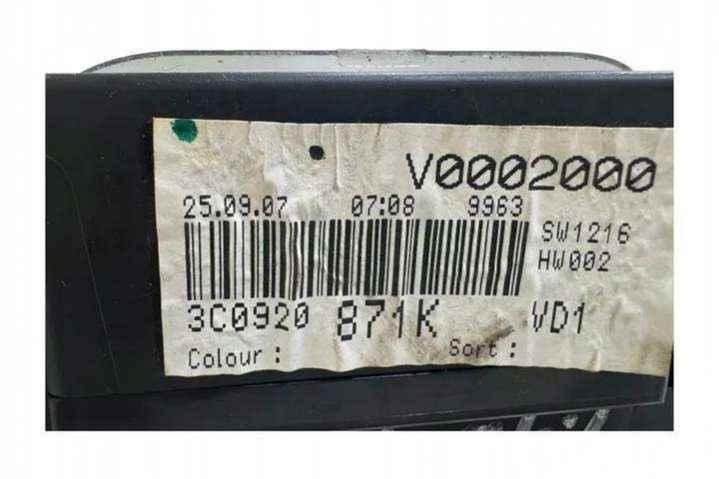 V0002000
25.09.07 07:08 9963
SW1216
HW002
3C0920 871K VD1
Colour : Sort :